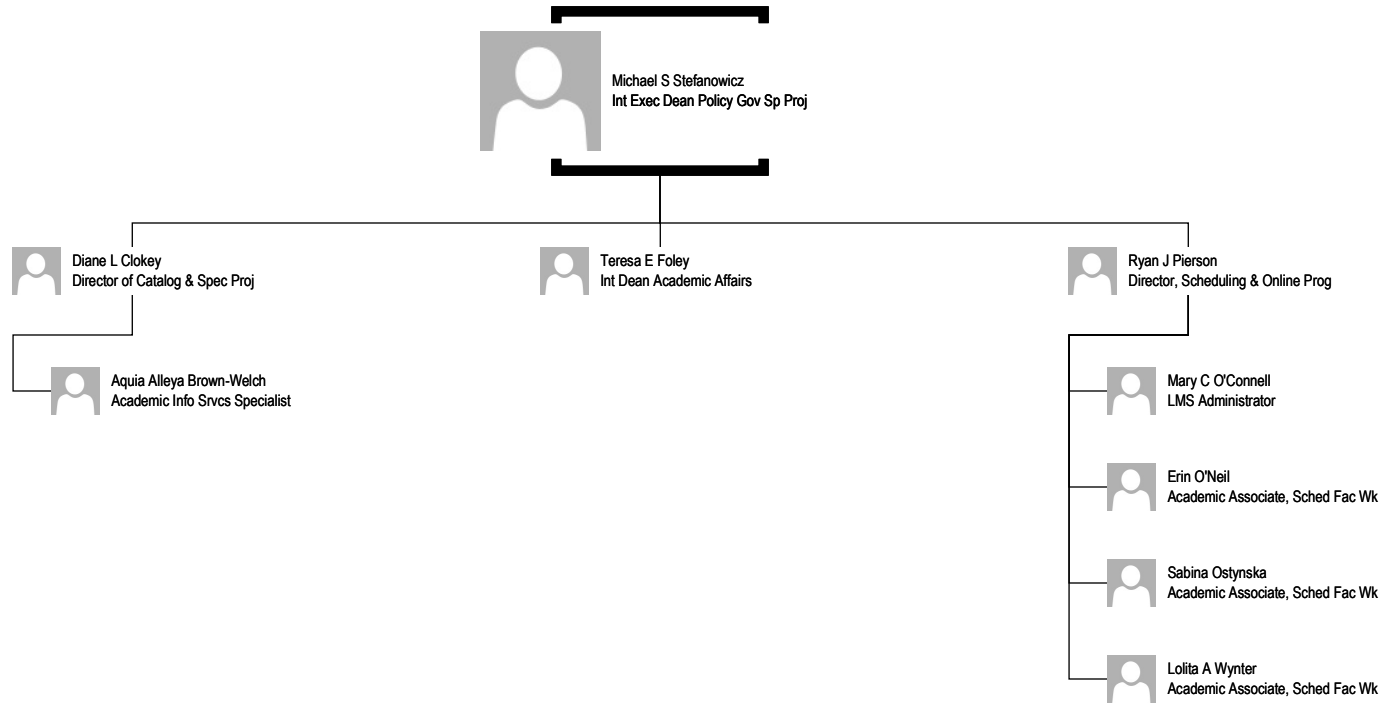 Michael S Stefanowicz
Int Exec Dean Policy Gov Sp Proj
Diane L Clokey
Director of Catalog & Spec Proj
Teresa E Foley
Int Dean Academic Affairs
Ryan J Pierson
Director, Scheduling & Online Prog
Aquia Alleya Brown-Welch
Academic Info Srvcs Specialist
Mary C O'Connell
LMS Administrator
Erin O'Neil
Academic Associate, Sched Fac Wk
Sabina Ostynska
Academic Associate, Sched Fac Wk
Lolita A Wynter
Academic Associate, Sched Fac Wk